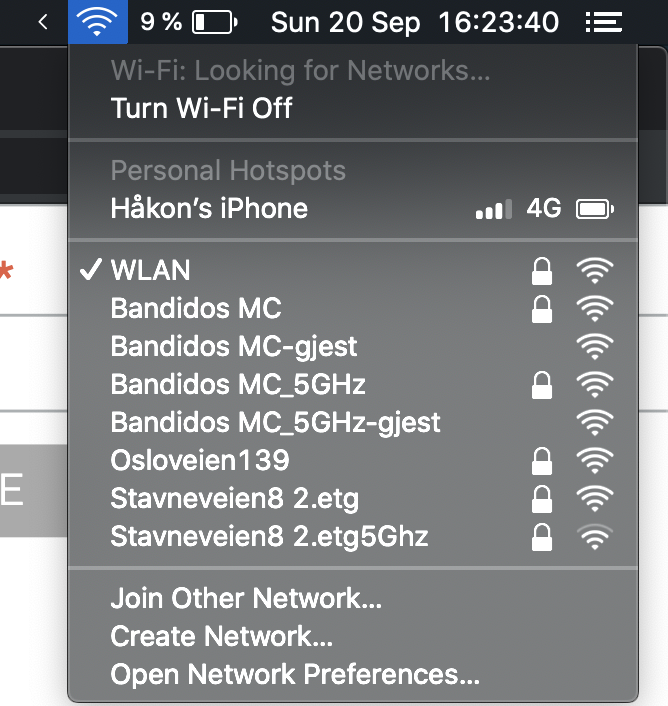 9 % Sun 20 Sep 16:23:40
Wi-Fi: Looking for Networks...
Turn Wi-Fi Off
Personal Hotspots
Håkon's iPhone 4G
WLAN
Bandidos MC
Bandidos MC-gjest
Bandidos MC_5GHz
Bandidos MC_5GHz-gjest
Osloveien139
Stavneveien8 2.etg
Stavneveien8 2.etg5Ghz
E
Join Other Network...
Create Network...
Open Network Preferences...